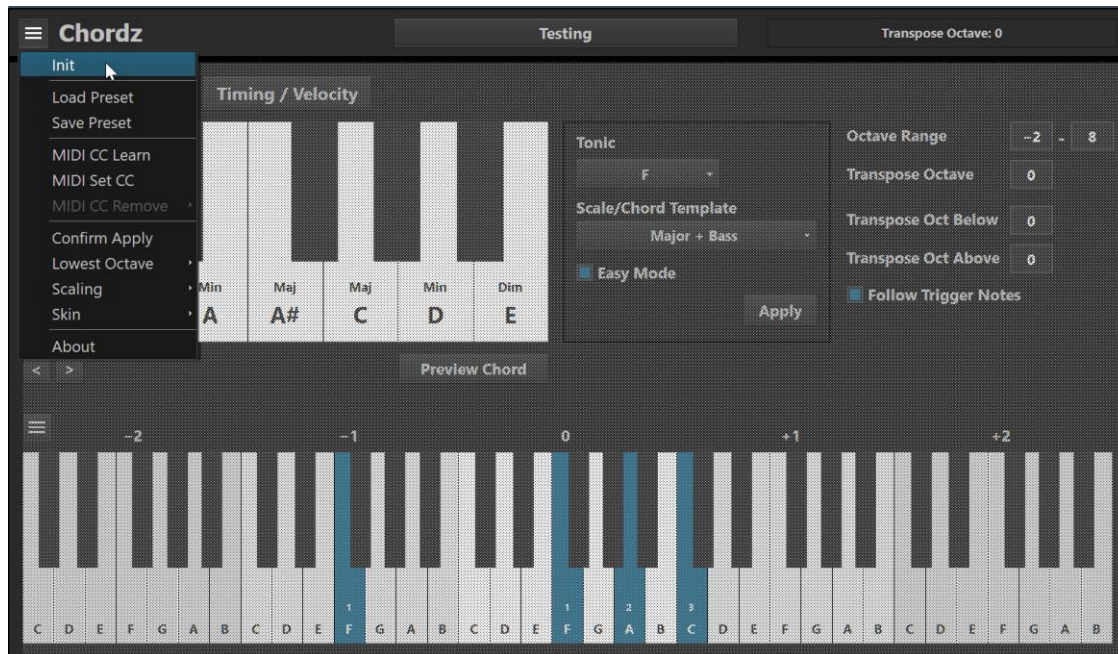 Chordz
Testing
Transpose Octave: 0
Init
Load Preset
Save Preset
MIDI CC Learn
MIDI Set CC
MIDI CC Remove
Confirm Apply
Lowest Octave
Scaling
Skin
About
Timing / Velocity
Min Maj Maj Min Dim
A A# C D E
< >
Preview Chord
Tonic
F
Scale/Chord Template
Major + Bass
Easy Mode
Apply
Octave Range -2 - 8
Transpose Octave 0
Transpose Oct Below 0
Transpose Oct Above 0
Follow Trigger Notes
-2 -1 0 +1 +2
1 1 2 3
C D E F G A B C D E F G A B C D E F G A B C D E F G A B C D E F G A B